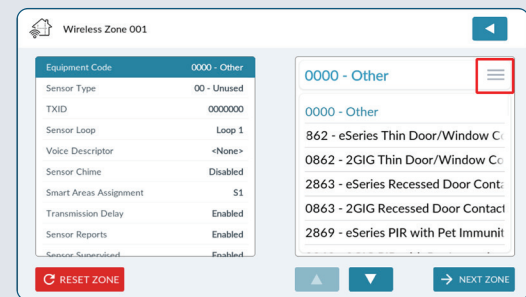 Wireless Zone 001
Equipment Code 0000 - Other
Sensor Type 00 - Unused
TXID 0000000
Sensor Loop Loop 1
Voice Descriptor <None>
Sensor Chime Disabled
Smart Areas Assignment S1
Transmission Delay Enabled
Sensor Reports Enabled
Sensor Supervised Enabled
RESET ZONE
0000 - Other
0000 - Other
862 - eSeries Thin Door/Window C
0862 - 2GIG Thin Door/Window Co
2863 - eSeries Recessed Door Conta
0863 - 2GIG Recessed Door Contact
2869 - eSeries PIR with Pet Immunit
NEXT ZONE